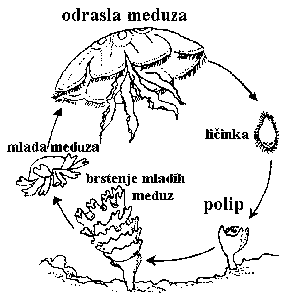 odrasla meduza
ličinka
mlada meduza
brstenje mladih
meduz
polip